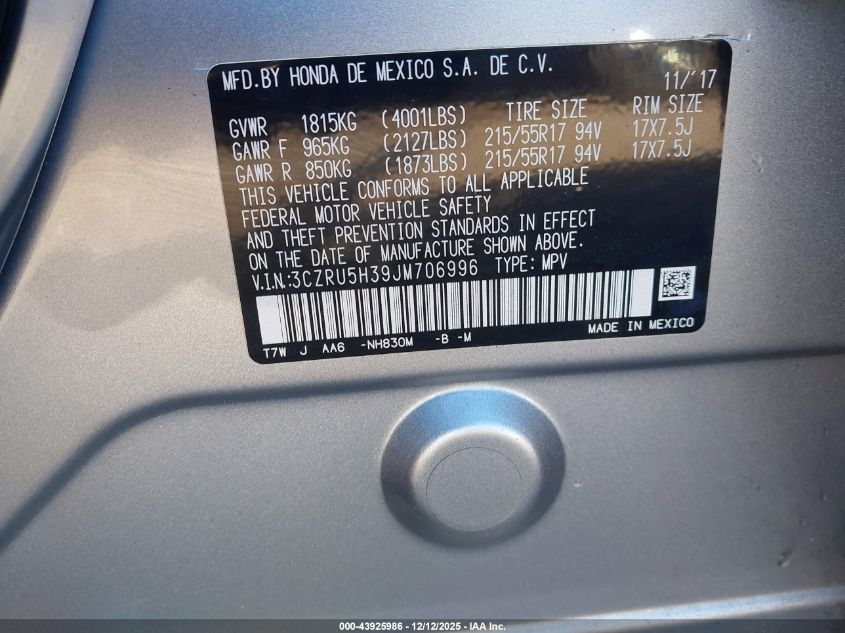 MFD.BY HONDA DE MEXICO S.A. DE C.V. 11/'17
GVWR 1815KG (4001LBS) TIRE SIZE RIM SIZE
GAWR F 965KG (2127LBS) 215/55R17 94V 17X7.5J
GAWR R 850KG (1873LBS) 215/55R17 94V 17X7.5J
THIS VEHICLE CONFORMS TO ALL APPLICABLE
FEDERAL MOTOR VEHICLE SAFETY
AND THEFT PREVENTION STANDARDS IN EFFECT
ON THE DATE OF MANUFACTURE SHOWN ABOVE.
V.I.N:3CZRU5H39JM706996 TYPE: MPV
T7W J AA6 -NH830M -B -M MADE IN MEXICO
000-43925986 - 12/12/2025 - IAA Inc.